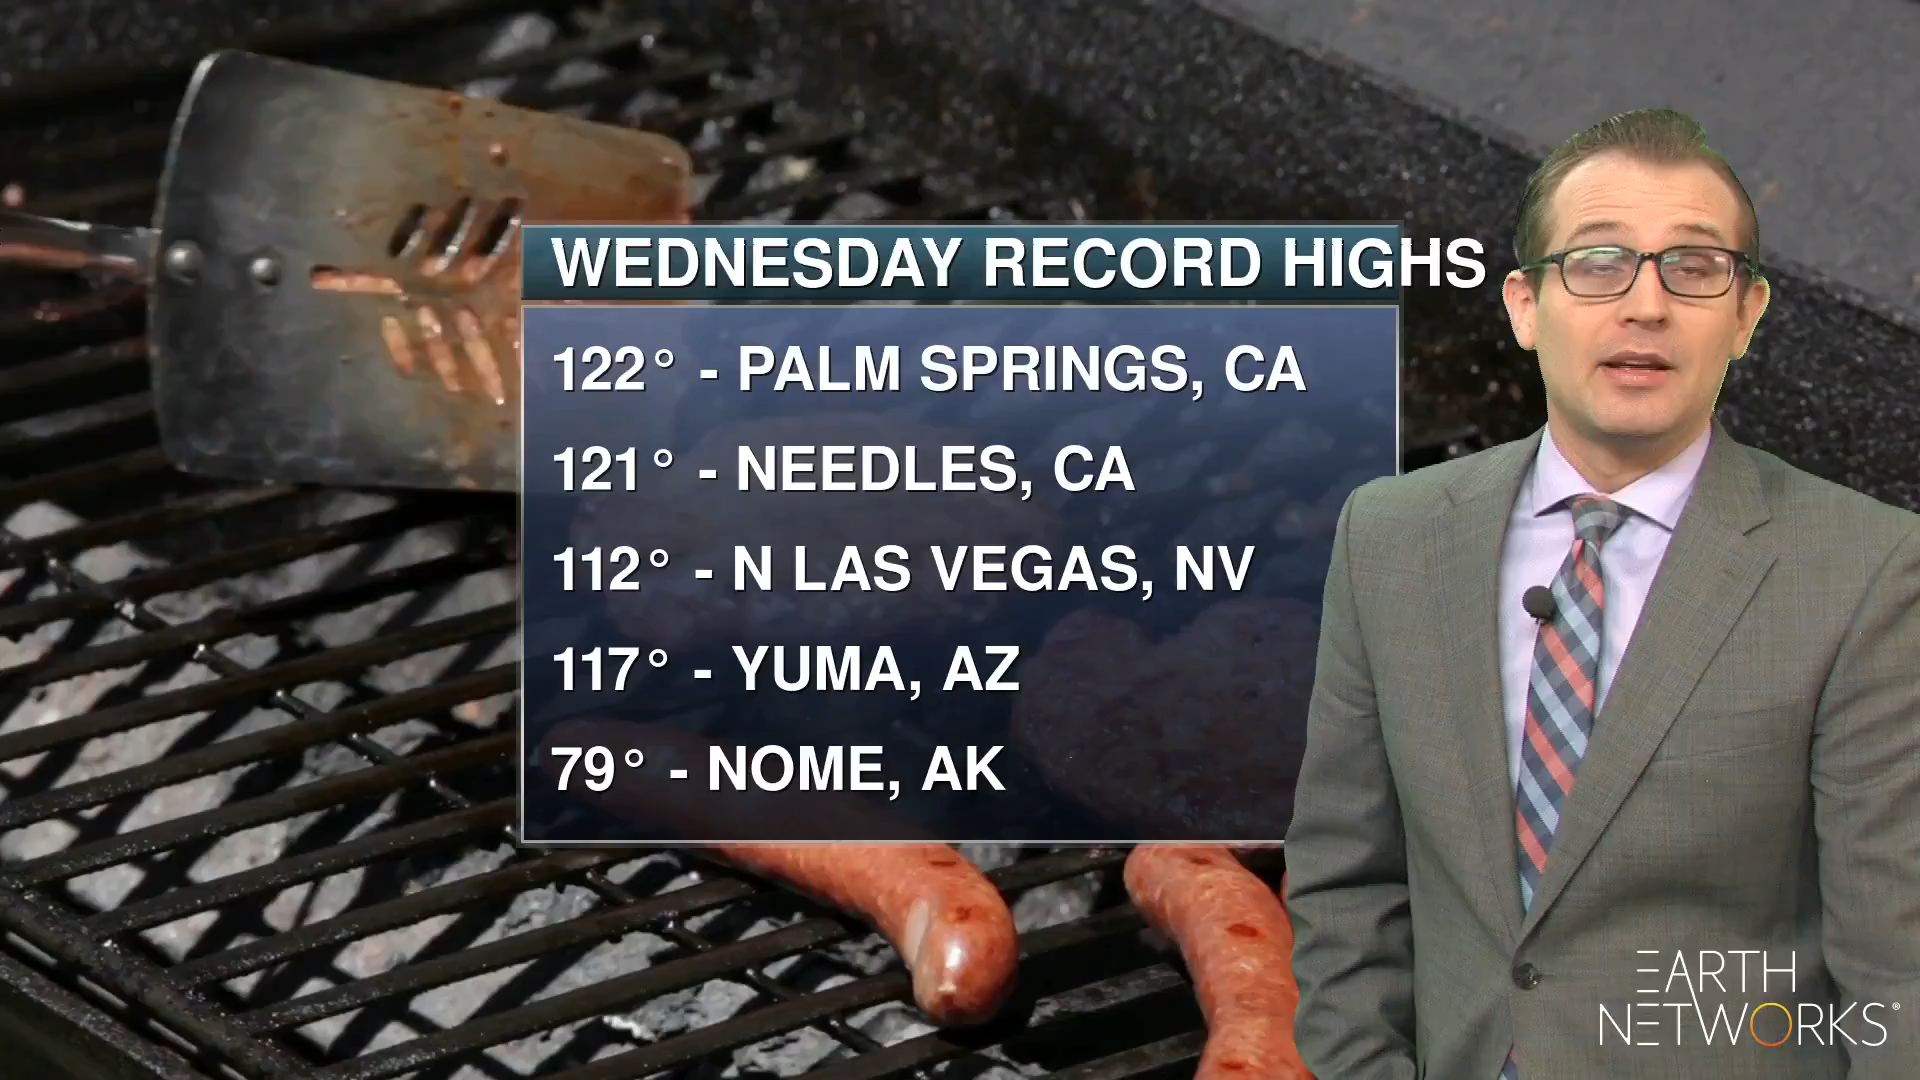 WEDNESDAY RECORD HIGHS
122° - PALM SPRINGS, CA
121° - NEEDLES, CA
112° - N LAS VEGAS, NV
117° - YUMA, AZ
79° - NOME, AK
EARTH
NETWORKS®